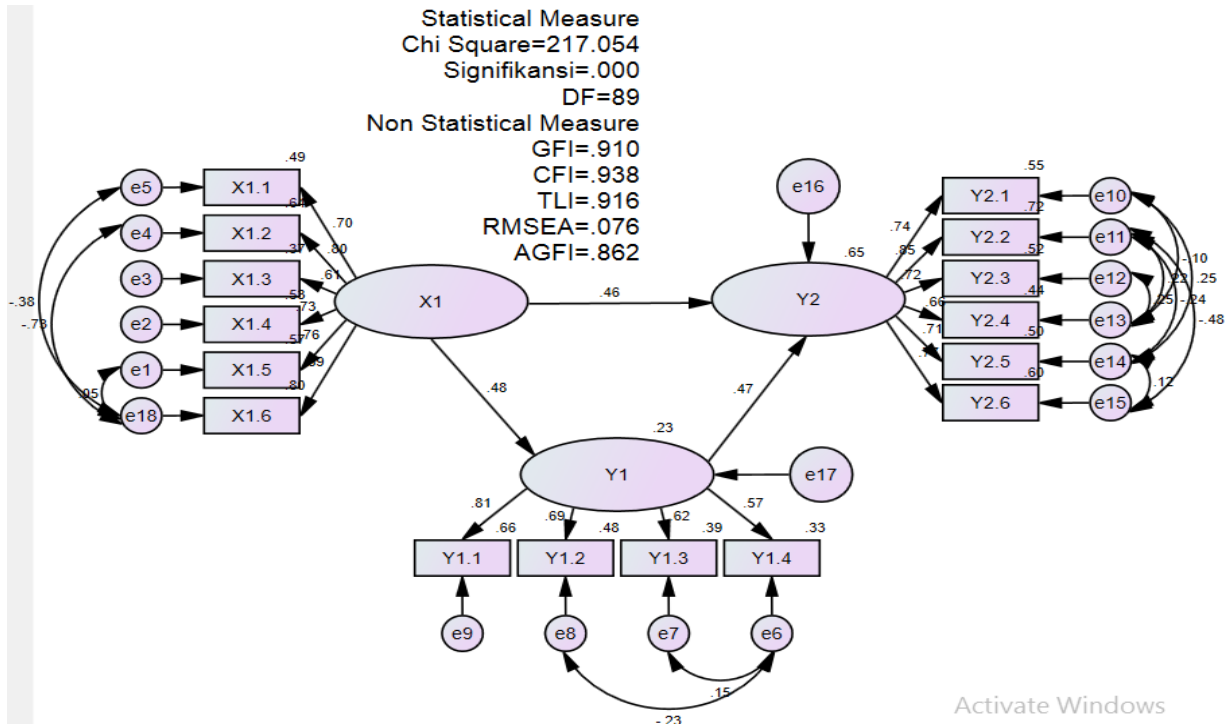 Statistical Measure
Chi Square=217.054
Signifikansi=.000
DF=89
Non Statistical Measure
GFI=.910
CFI=.938
TLI=.916
RMSEA=.076
AGFI=.862
.49
e5 X1.1
.70
.64
e4 X1.2
.80
.37
e3 X1.3
.61
e2 X1.4
.73
.76
.57
e1 X1.5
.80
e18 X1.6
-.38
-.73
.05
X1
.46
.48
e16
.65
Y2
.47
.55
Y2.1 e10
.74
.72
Y2.2 e11
.85
.52
Y2.3 e12
.72
.44
Y2.4 e13
.66
.50
Y2.5 e14
.71
.60
Y2.6 e15
-.10
.22 .25
.25 -.24
-.48
.12
.23
Y1
e17
.81 .69 .62 .57
.66 .48 .39 .33
Y1.1 Y1.2 Y1.3 Y1.4
e9 e8 e7 e6
.15
-.23
Activate Windows